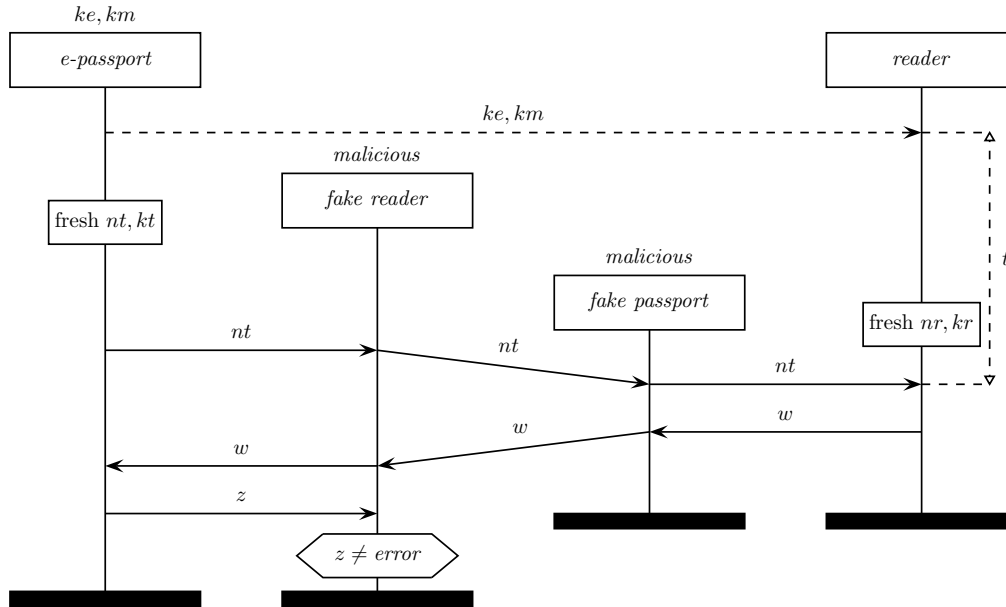 ke, km
e-passport
reader
ke, km
malicious
fake reader
fresh nt, kt
malicious
fake passport
t
fresh nr, kr
nt
nt
nt
w
w
w
z
z ≠ error